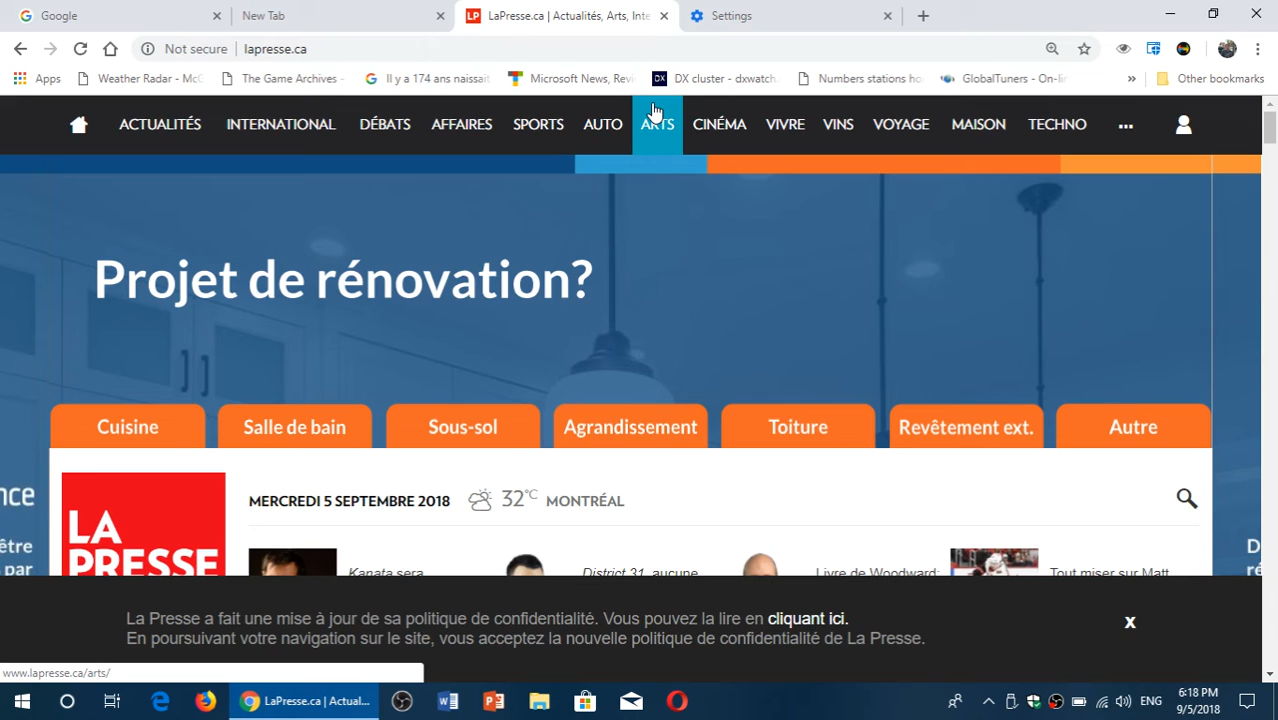 Google
New Tab
LaPresse.ca | Actualités, Arts, Inte
Settings
Not secure
lapresse.ca
Apps
Weather Radar - McG
The Game Archives -
Il y a 174 ans naissait
Microsoft News, Revi
DX cluster - dxwatch
Numbers stations ho
GlobalTuners - On-lin
»
Other bookmarks
ACTUALITÉS INTERNATIONAL DÉBATS AFFAIRES SPORTS AUTO ARTS CINÉMA VIVRE VINS VOYAGE MAISON TECHNO ...
Projet de rénovation?
Cuisine Salle de bain Sous-sol Agrandissement Toiture Revêtement ext. Autre
LA
PRESSE
MERCREDI 5 SEPTEMBRE 2018 32°C MONTRÉAL
Kanata sera
District 31, aucune
Livre de Woodward:
Tout miser sur Matt
nce
être
par
D
ré
La Presse a fait une mise à jour de sa politique de confidentialité. Vous pouvez la lire en cliquant ici.
En poursuivant votre navigation sur le site, vous acceptez la nouvelle politique de confidentialité de La Presse.
x
www.lapresse.ca/arts/
LaPresse.ca | Actual...
ENG
6:18 PM
9/5/2018